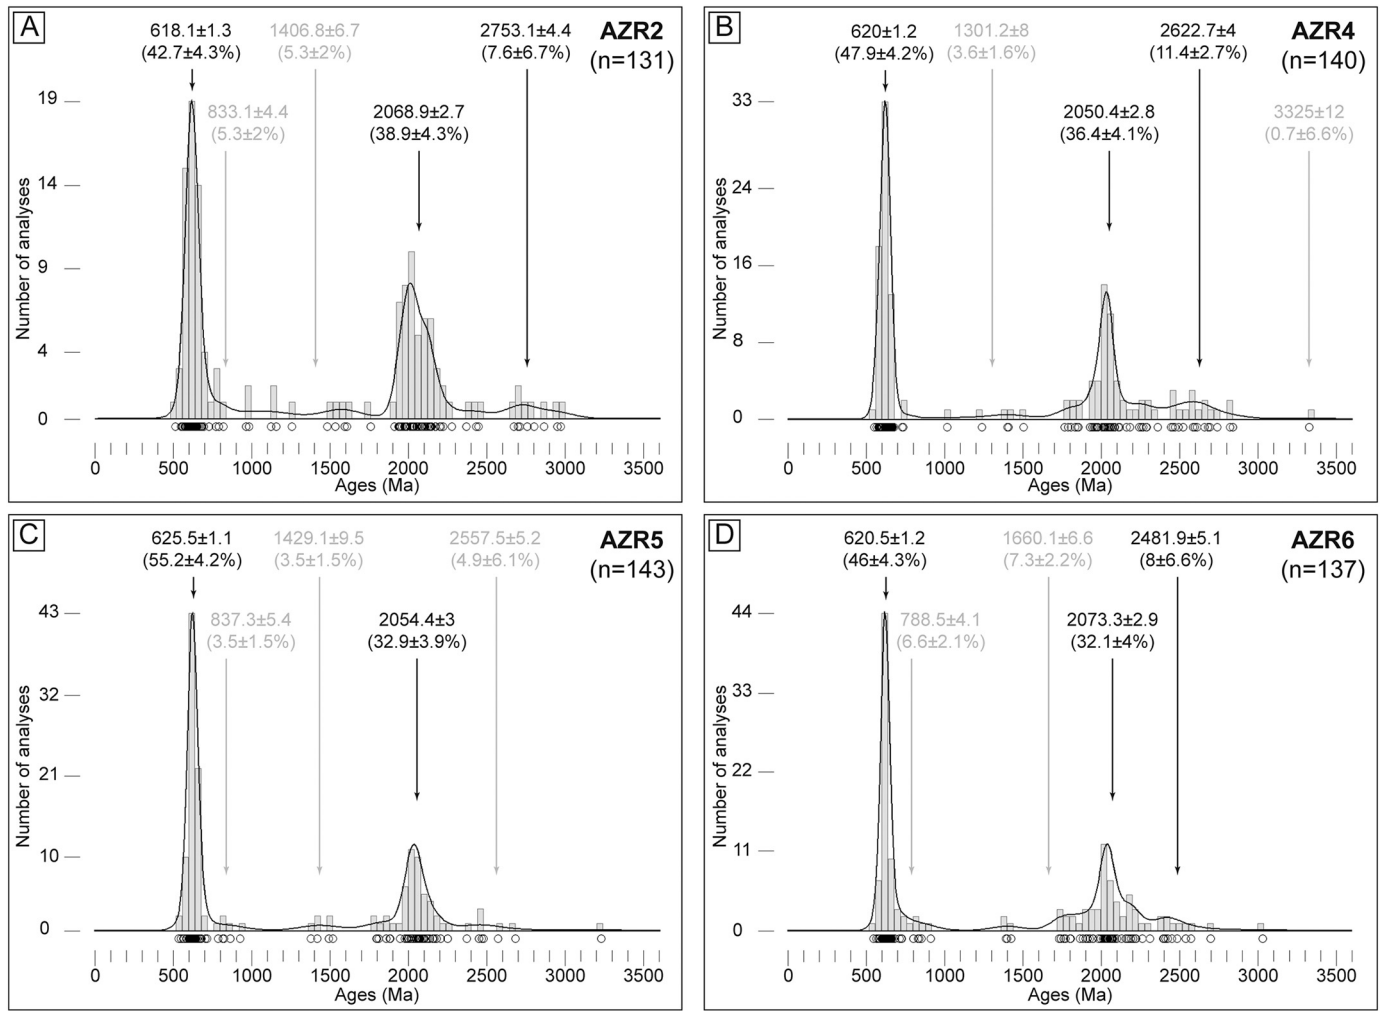 A
618.1±1.3
(42.7±4.3%)
1406.8±6.7
(5.3±2%)
2753.1±4.4
(7.6±6.7%)
AZR2
(n=131)
833.1±4.4
(5.3±2%)
2068.9±2.7
(38.9±4.3%)
Number of analyses
19
14
9
4
0
0 500 1000 1500 2000 2500 3000 3500
Ages (Ma)
B
620±1.2
(47.9±4.2%)
1301.2±8
(3.6±1.6%)
2622.7±4
(11.4±2.7%)
AZR4
(n=140)
2050.4±2.8
(36.4±4.1%)
3325±12
(0.7±6.6%)
Number of analyses
33
24
16
8
0
0 500 1000 1500 2000 2500 3000 3500
Ages (Ma)
C
625.5±1.1
(55.2±4.2%)
1429.1±9.5
(3.5±1.5%)
2557.5±5.2
(4.9±6.1%)
AZR5
(n=143)
837.3±5.4
(3.5±1.5%)
2054.4±3
(32.9±3.9%)
Number of analyses
43
32
21
10
0
0 500 1000 1500 2000 2500 3000 3500
Ages (Ma)
D
620.5±1.2
(46±4.3%)
1660.1±6.6
(7.3±2.2%)
2481.9±5.1
(8±6.6%)
AZR6
(n=137)
788.5±4.1
(6.6±2.1%)
2073.3±2.9
(32.1±4%)
Number of analyses
44
33
22
11
0
0 500 1000 1500 2000 2500 3000 3500
Ages (Ma)